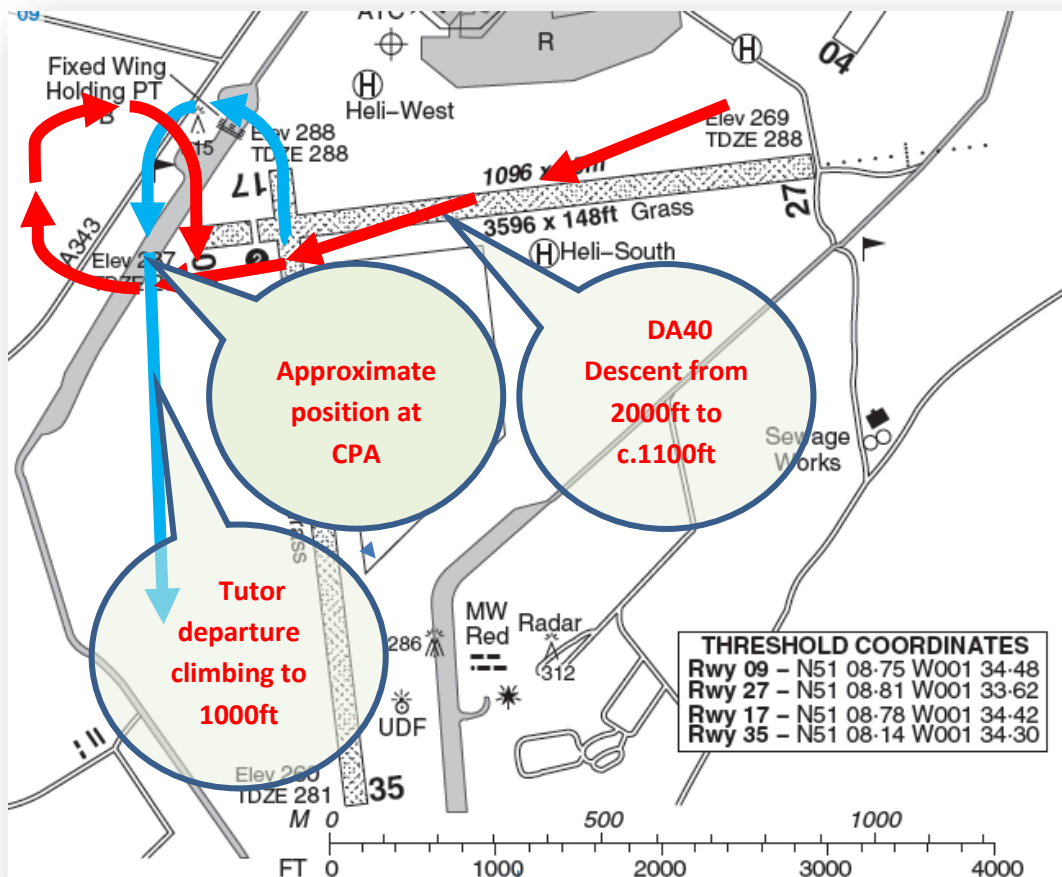 09
ATC
R
H
04
Fixed Wing
Holding PT
B
H
Heli-West
Elev 269
TDZE 288
Elev 288
TDZE 288
17
1096 x
3596 x 148ft Grass
27
A343
H Heli-South
Elev
Approximate
position at
CPA
DA40
Descent from
2000ft to
c.1100ft
Sewage
Works
Tutor
departure
climbing to
1000ft
286
MW
Red
Radar
312
UDF
THRESHOLD COORDINATES
Rwy 09 – N51 08·75 W001 34·48
Rwy 27 – N51 08·81 W001 33·62
Rwy 17 – N51 08·78 W001 34·42
Rwy 35 – N51 08·14 W001 34·30
TDZE 281
35
M 0 500 1000
FT 0 1000 2000 3000 4000